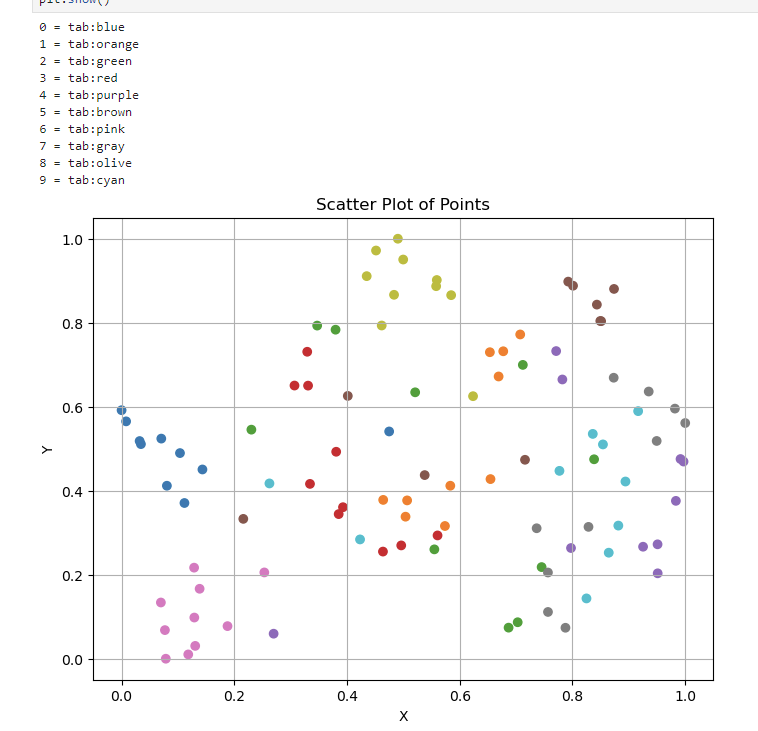 plt.show()
0 = tab:blue
1 = tab:orange
2 = tab:green
3 = tab:red
4 = tab:purple
5 = tab:brown
6 = tab:pink
7 = tab:gray
8 = tab:olive
9 = tab:cyan
Scatter Plot of Points
1.0
0.8
0.6
Y
0.4
0.2
0.0
0.0 0.2 0.4 0.6 0.8 1.0
X